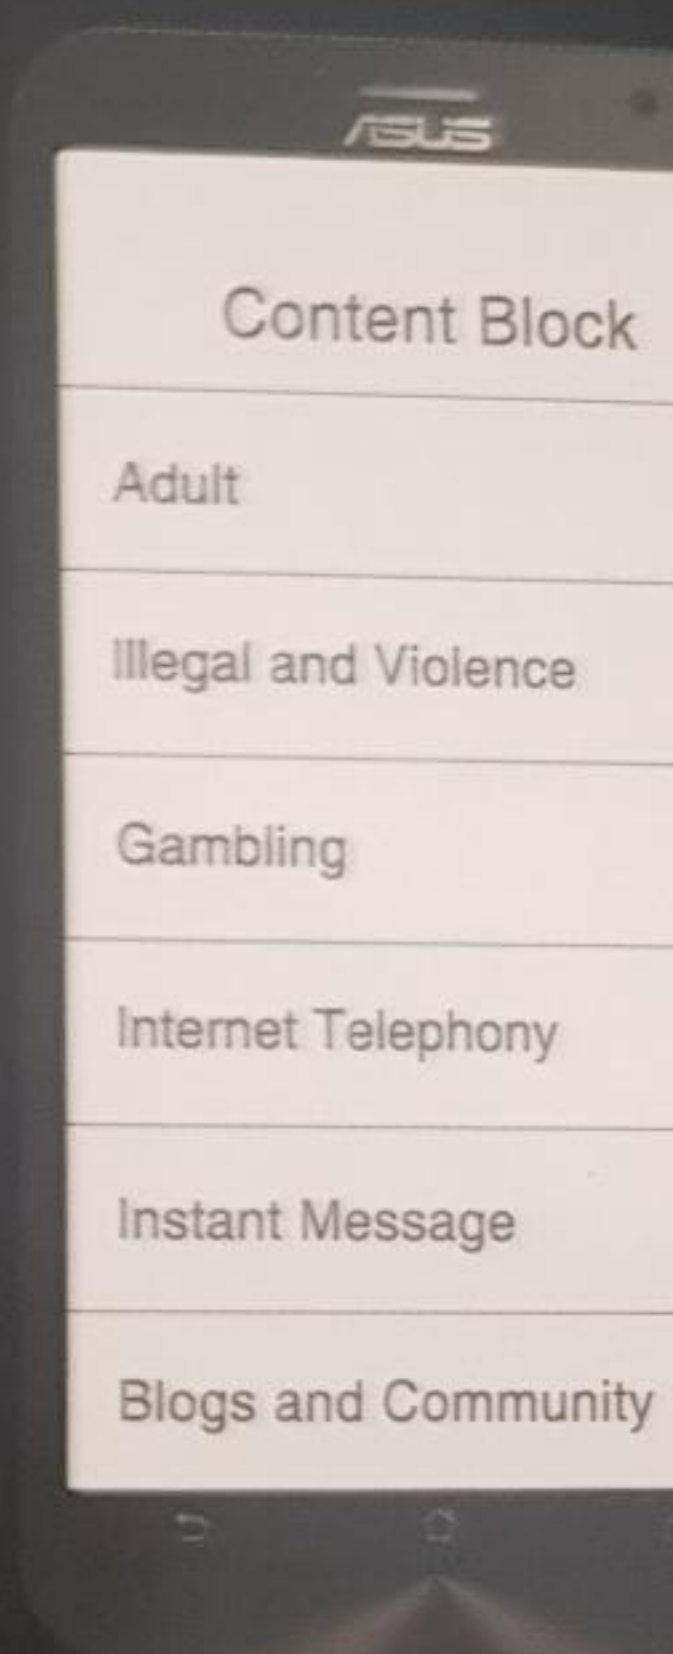 ASUS
Content Block
Adult
Illegal and Violence
Gambling
Internet Telephony
Instant Message
Blogs and Community